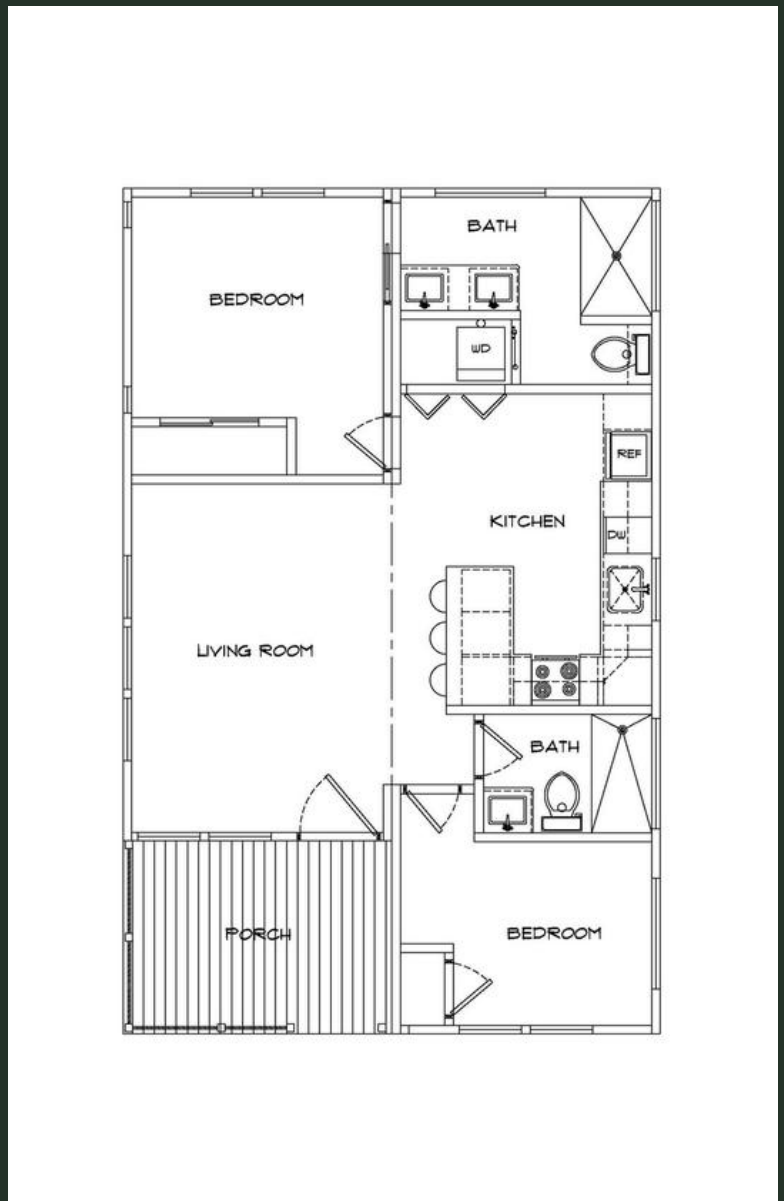 BATH
BEDROOM
WD
REF
KITCHEN
DW
LIVING ROOM
BATH
PORCH
BEDROOM